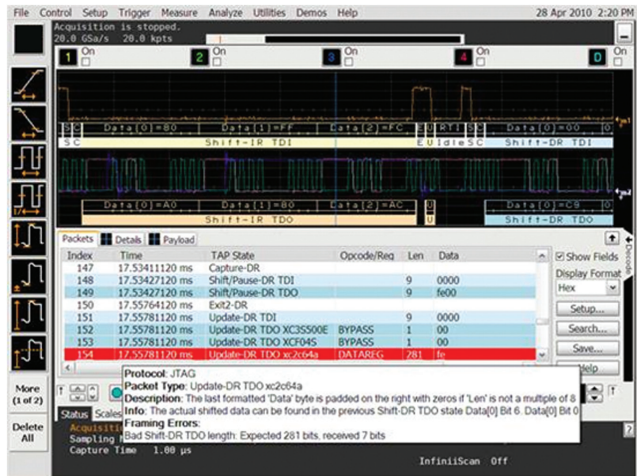 File Control Setup Trigger Measure Analyze Utilities Demos Help 28 Apr 2010 2:20 PM
Acquisition is stopped.
20.0 GSa/s 20.0 kpts
1 On 2 On 3 On 4 On D On
S C Data[0]=80 Data[1]=FF Data[2]=FC E U RTI S Data[0]=00 0
S C Shift-IR TDI E U Idle S C Shift-DR TDI
Data[0]=A0 Data[1]=80 Data[2]=AC U Data[0]=C9 0
Shift-IR TDO U Shift-DR TDO
Packets Details Payload
Index Time TAP State Opcode/Reg Len Data
147 17.53411120 ms Capture-DR
148 17.53427120 ms Shift/Pause-DR TDI 9 0000
149 17.53427120 ms Shift/Pause-DR TDO 9 fe00
150 17.55764120 ms Exit2-DR
151 17.55781120 ms Update-DR TDI 9 0000
152 17.55781120 ms Update-DR TDO XC3S500E BYPASS 1 00
153 17.55781120 ms Update-DR TDO XCF04S BYPASS 1 00
154 17.55781120 ms Update-DR TDO xc2c64a DATAREG 281 fe
Decode
Show Fields
Display Format
Hex
Setup...
Search...
Save...
Help
Protocol: JTAG
Packet Type: Update-DR TDO xc2c64a
Description: The last formatted 'Data' byte is padded on the right with zeros if 'Len' is not a multiple of 8
Info: The actual shifted data can be found in the previous Shift-DR TDO state Data[0] Bit 6. Data[0] Bit 0
Framing Errors:
Bad Shift-DR TDO length: Expected 281 bits, received 7 bits
More
(1 of 2)
Delete
All
Status Scales
Acquisiti
Sampling
Capture Time 1.00 µs
InfiniiScan Off